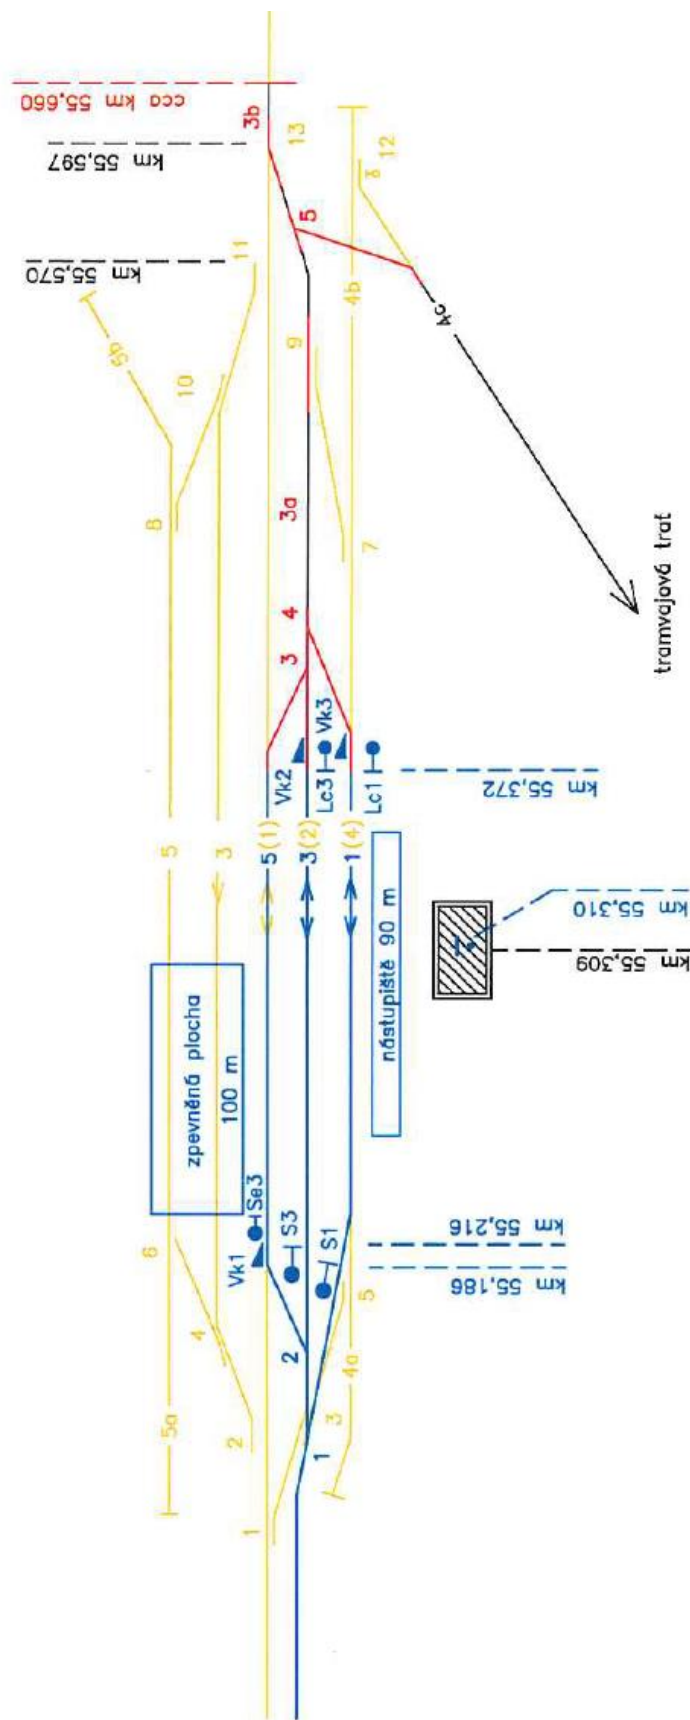 cca km 55,660
3b
13
km 55,597
12
8
5
11
km 55,570
4b
6b
4c
9
10
3a
8
7
4
3
tramvajová trať
Vk2
Lc3
Vk3
Lc1
km 55,372
5
3
5(1)
3(2)
1(4)
km 55,310
km 55,309
zpevněná plocha
100 m
nástupiště 90 m
Se3
Vk1
S3
S1
km 55,216
km 55,186
6
4
2
5
4a
5a
2
3
1
1